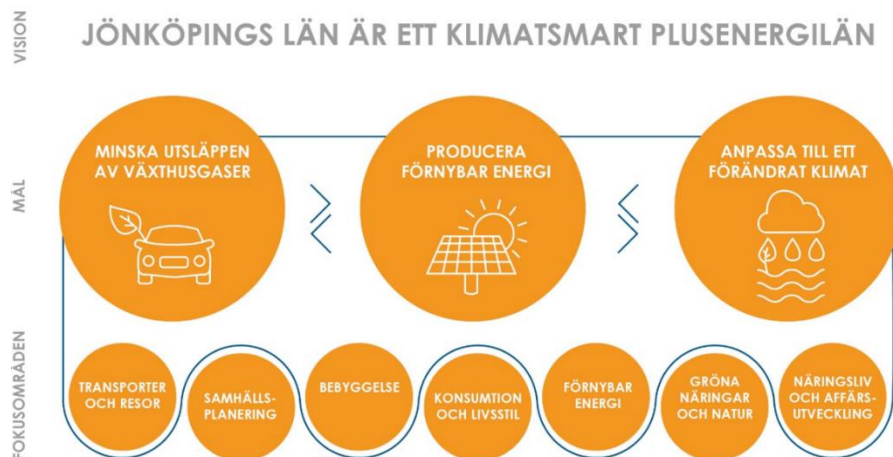 VISION
JÖNKÖPINGS LÄN ÄR ETT KLIMATSMART PLUSENERGILÄN
MÅL
MINSKA UTSLÄPPEN
AV VÄXTHUSGASER
PRODUCERA
FÖRNYBAR ENERGI
ANPASSA TILL ETT
FÖRÄNDRAT KLIMAT
FOKUSOMRÅDEN
TRANSPORTER
OCH RESOR
SAMHÄLLS-
PLANERING
BEBYGGELSE
KONSUMTION
OCH LIVSSTIL
FÖRNYBAR
ENERGI
GRÖNA
NÄRINGAR
OCH NATUR
NÄRINGSLIV
OCH AFFÄRS-
UTVECKLING